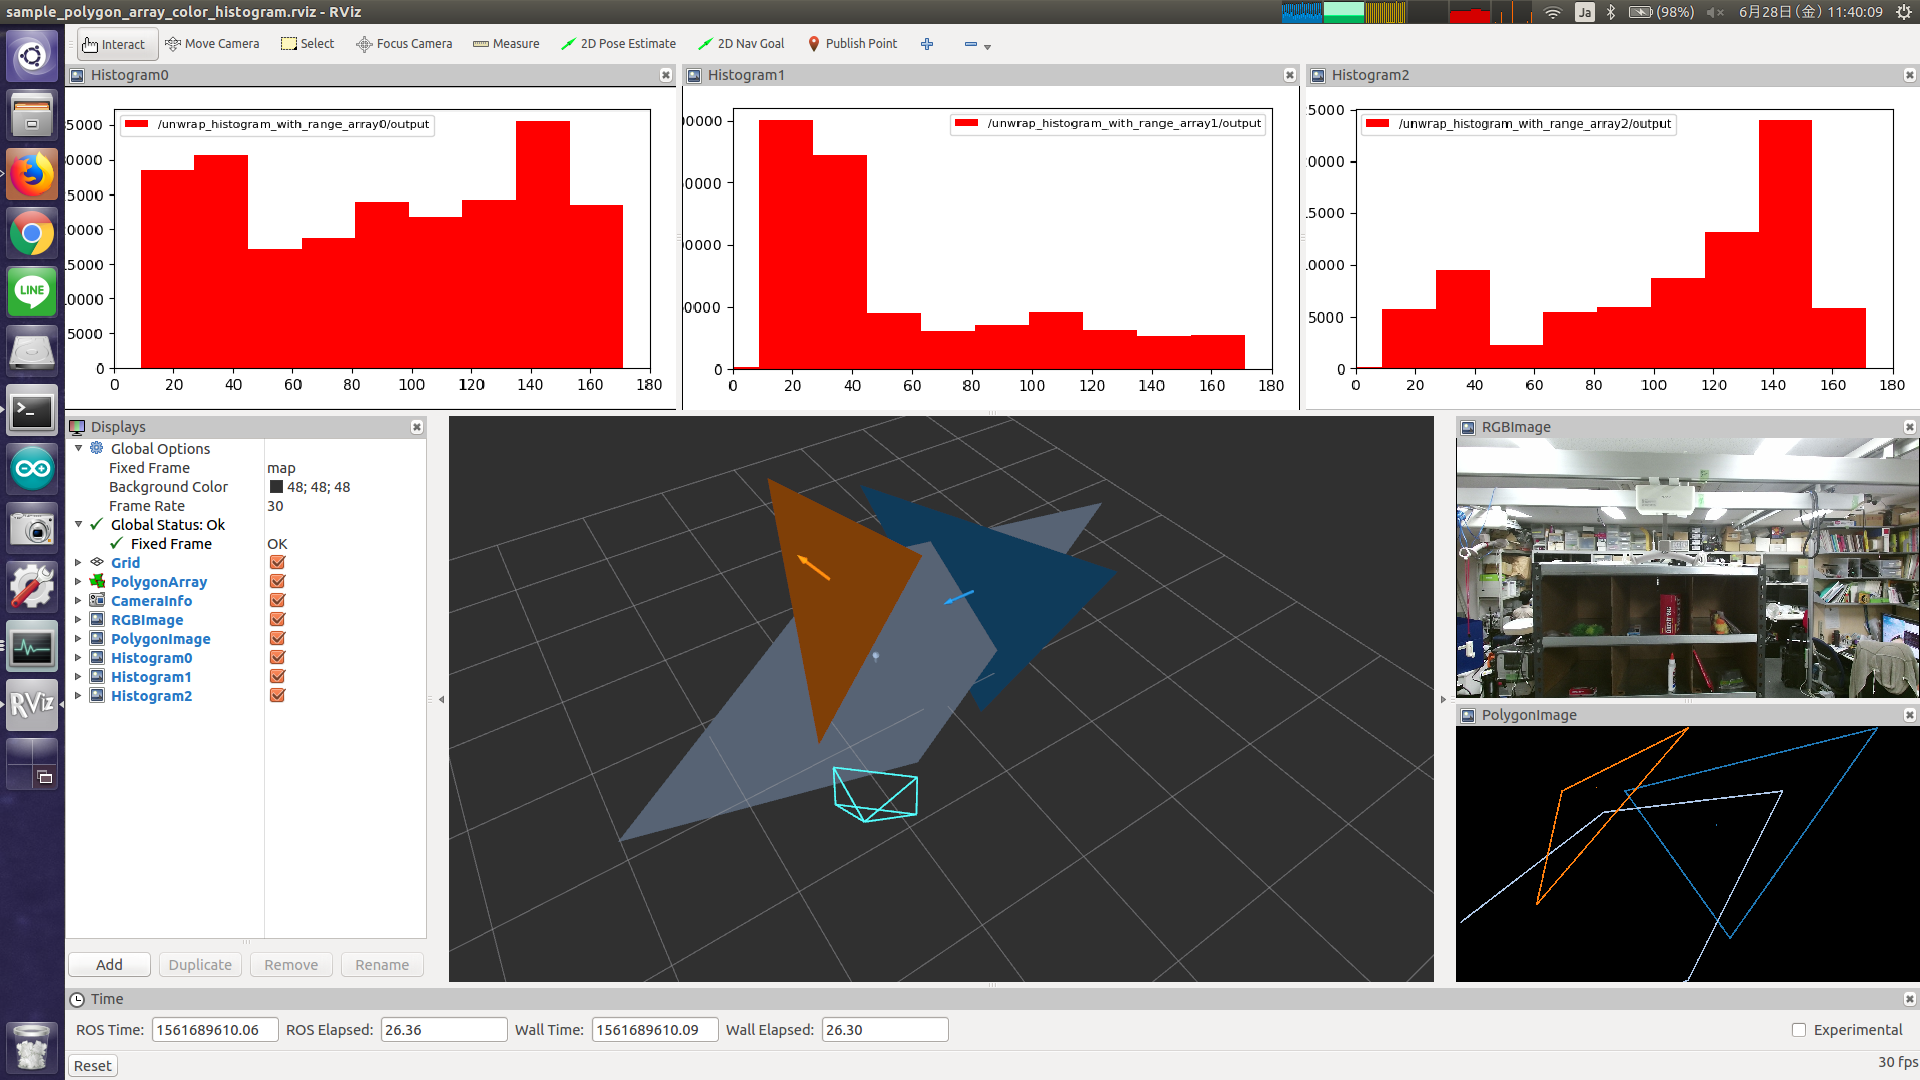 sample_polygon_array_color_histogram.rviz - RViz
Ja
(98%)
6月28日(金) 11:40:09
Interact
Move Camera
Select
Focus Camera
Measure
2D Pose Estimate
2D Nav Goal
Publish Point
Histogram0
/unwrap_histogram_with_range_array0/output
5000
0000
5000
0000
5000
0000
5000
0
0 20 40 60 80 100 120 140 160 180
Histogram1
/unwrap_histogram_with_range_array1/output
0000
0000
0000
0000
0
0 20 40 60 80 100 120 140 160 180
Histogram2
/unwrap_histogram_with_range_array2/output
25000
20000
15000
10000
5000
0
0 20 40 60 80 100 120 140 160 180
LINE
RViz
Displays
Global Options
Fixed Frame map
Background Color 48; 48; 48
Frame Rate 30
Global Status: Ok
Fixed Frame OK
Grid
PolygonArray
CameraInfo
RGBImage
PolygonImage
Histogram0
Histogram1
Histogram2
Add
Duplicate
Remove
Rename
RGBImage
PolygonImage
Time
ROS Time: 1561689610.06
ROS Elapsed: 26.36
Wall Time: 1561689610.09
Wall Elapsed: 26.30
Experimental
Reset
30 fps